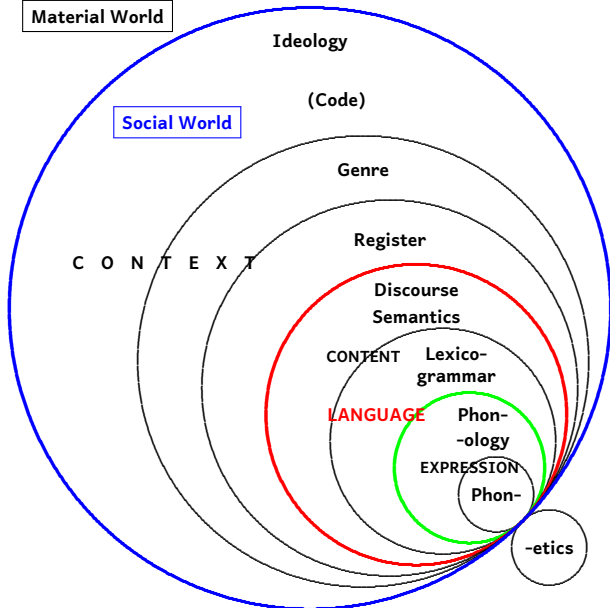 Material World
Ideology
(Code)
Social World
Genre
Register
C O N T E X T
Discourse
Semantics
CONTENT
Lexico-
grammar
LANGUAGE
Phon-
-ology
EXPRESSION
Phon-
-etics